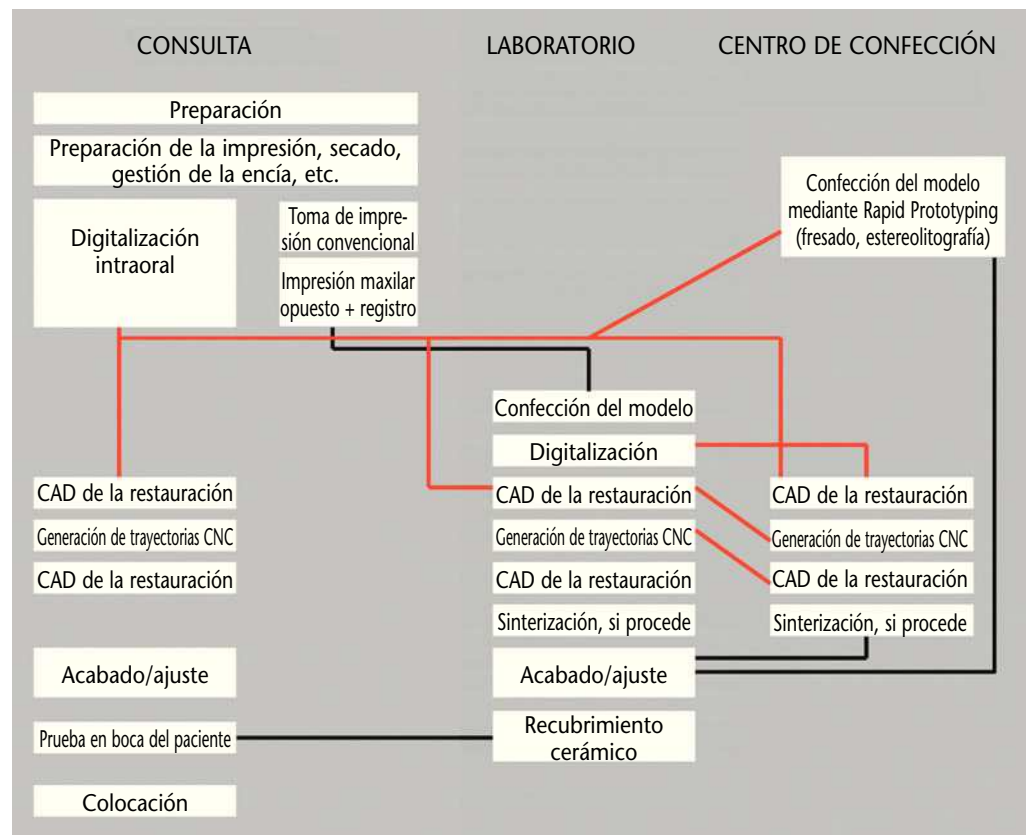 CONSULTA
LABORATORIO
CENTRO DE CONFECCIÓN
Preparación
Preparación de la impresión, secado,
gestión de la encía, etc.
Digitalización
intraoral
Toma de impre-
sión convencional
Impresión maxilar
opuesto + registro
CAD de la restauración
Generación de trayectorias CNC
CAD de la restauración
Acabado/ajuste
Prueba en boca del paciente
Colocación
Confección del modelo
Digitalización
CAD de la restauración
Generación de trayectorias CNC
CAD de la restauración
Sinterización, si procede
Acabado/ajuste
Recubrimiento
cerámico
Confección del modelo
mediante Rapid Prototyping
(fresado, estereolitografía)
CAD de la restauración
Generación de trayectorias CNC
CAD de la restauración
Sinterización, si procede